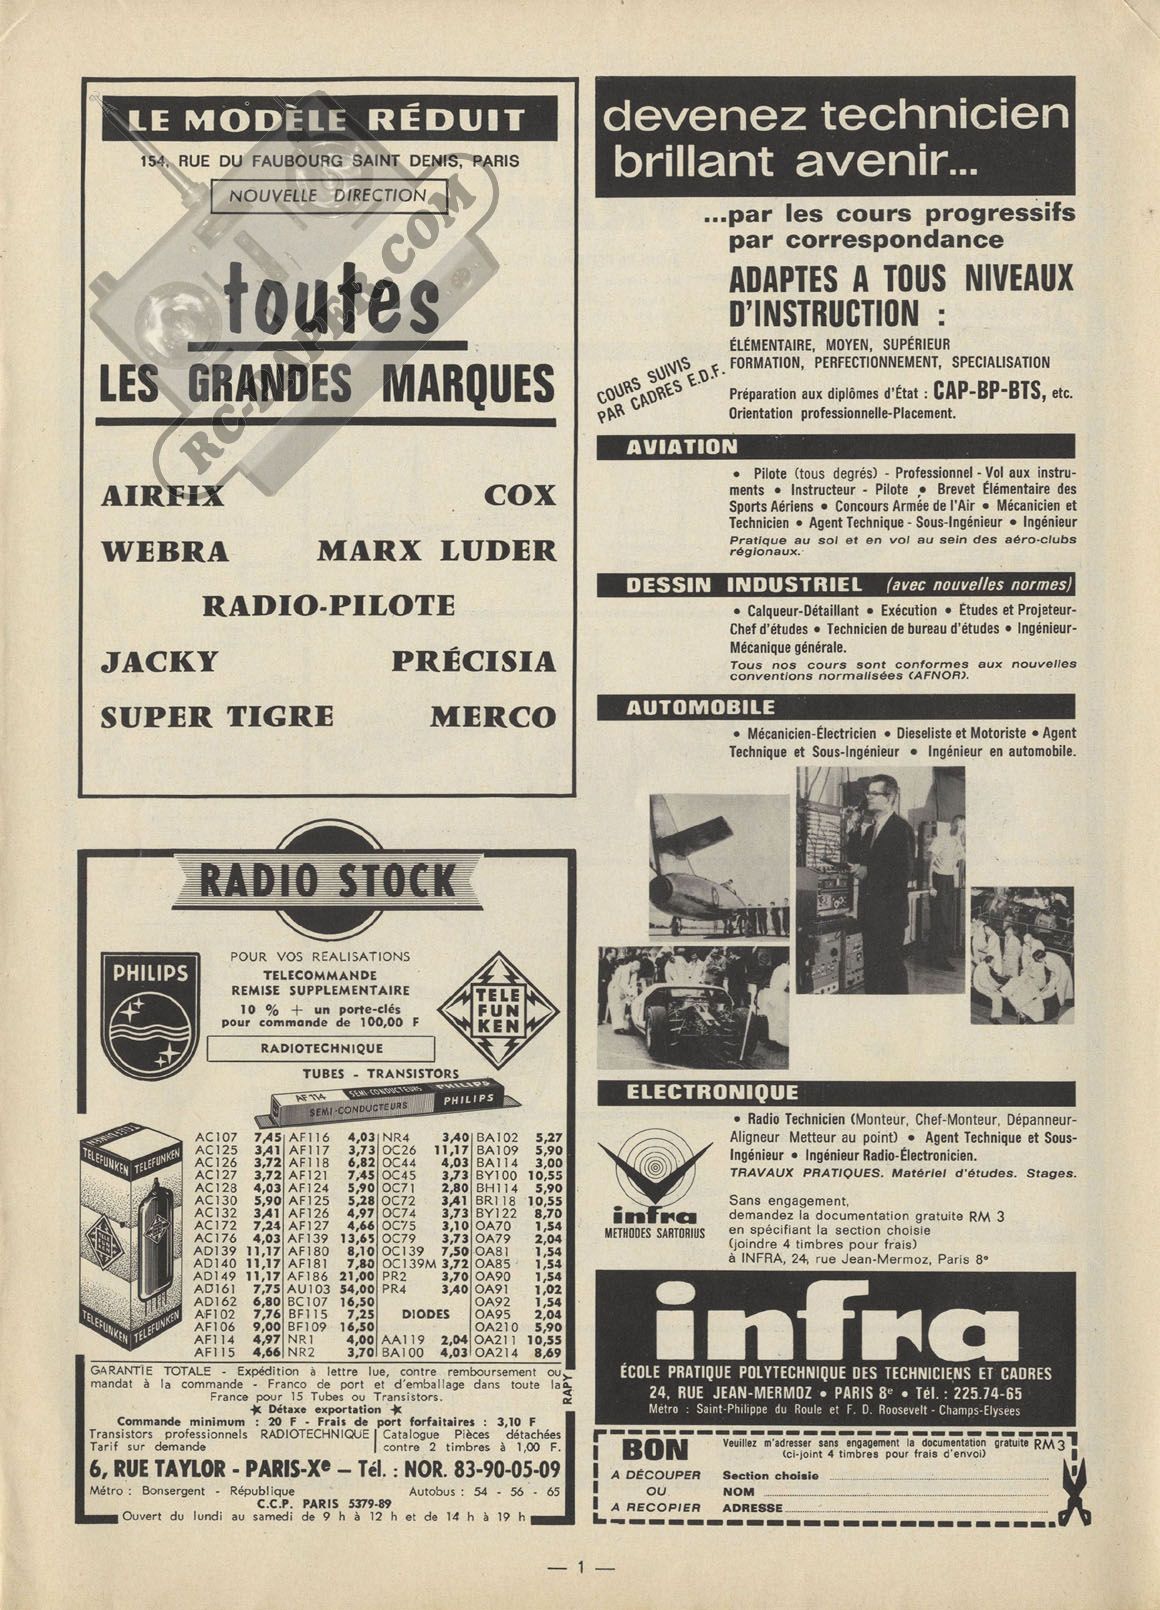 LE MODÈLE RÉDUIT
154, RUE DU FAUBOURG SAINT DENIS, PARIS
NOUVELLE DIRECTION
toutes
LES GRANDES MARQUES
AIRFIX COX
WEBRA MARX LUDER
RADIO-PILOTE
JACKY PRÉCISIA
SUPER TIGRE MERCO
RC-PAPER.COM
RADIO STOCK
PHILIPS
POUR VOS REALISATIONS
TELECOMMANDE
REMISE SUPPLEMENTAIRE
10 % + un porte-clés
pour commande de 100,00 F
RADIOTECHNIQUE
TELE
FUN
KEN
TUBES - TRANSISTORS
AF 114 SEMI-CONDUCTEURS PHILIPS
SEMI-CONDUCTEURS PHILIPS
TELEFUNKEN
TELEFUNKEN TELEFUNKEN
TELE
FUN
KEN
TELEFUNKEN TELEFUNKEN
AC107 7,45 AF116 4,03 NR4 3,40 BA102 5,27
AC125 3,41 AF117 3,73 OC26 11,17 BA109 5,90
AC126 3,72 AF118 6,82 OC44 4,03 BA114 3,00
AC127 3,72 AF121 7,45 OC45 3,73 BY100 10,55
AC128 4,03 AF124 5,90 OC71 2,80 BH114 5,90
AC130 5,90 AF125 5,28 OC72 3,41 BR118 10,55
AC132 3,41 AF126 4,97 OC74 3,73 BY122 8,70
AC172 7,24 AF127 4,66 OC75 3,10 OA70 1,54
AC176 4,03 AF139 13,65 OC79 3,73 OA79 2,04
AD139 11,17 AF180 8,10 OC139 7,50 OA81 1,54
AD140 11,17 AF181 7,80 OC139M 3,72 OA85 1,54
AD149 11,17 AF186 21,00 PR2 3,70 OA90 1,54
AD161 7,75 AU103 54,00 PR4 3,40 OA91 1,02
AD162 6,80 BC107 16,50 OA92 1,54
AF102 7,76 BF115 7,25 DIODES OA95 2,04
AF106 9,00 BF109 16,50 OA210 5,90
AF114 4,97 NR1 4,00 AA119 2,04 OA211 10,55
AF115 4,66 NR2 3,70 BA100 4,03 OA214 8,69
GARANTIE TOTALE - Expédition à lettre lue, contre remboursement ou
mandat à la commande - Franco de port et d'emballage dans toute la
France pour 15 Tubes ou Transistors.
RAPY
★ Détaxe exportation ★
Commande minimum : 20 F - Frais de port forfaitaires : 3,10 F
Transistors professionnels RADIOTECHNIQUE Catalogue Pièces détachées
Tarif sur demande contre 2 timbres à 1,00 F.
6, RUE TAYLOR - PARIS-Xe – Tél. : NOR. 83-90-05-09
Métro : Bonsergent - République Autobus : 54 - 56 - 65
C.C.P. PARIS 5379-89
Ouvert du lundi au samedi de 9 h à 12 h et de 14 h à 19 h
devenez technicien
brillant avenir...
...par les cours progressifs
par correspondance
ADAPTES A TOUS NIVEAUX
D'INSTRUCTION :
ÉLÉMENTAIRE, MOYEN, SUPÉRIEUR
FORMATION, PERFECTIONNEMENT, SPECIALISATION
COURS SUIVIS
PAR CADRES E.D.F.
Préparation aux diplômes d'État : CAP-BP-BTS, etc.
Orientation professionnelle-Placement.
AVIATION
• Pilote (tous degrés) - Professionnel - Vol aux instru-
ments • Instructeur - Pilote • Brevet Élémentaire des
Sports Aériens • Concours Armée de l'Air • Mécanicien et
Technicien • Agent Technique - Sous-Ingénieur • Ingénieur
Pratique au sol et en vol au sein des aéro-clubs
régionaux.
DESSIN INDUSTRIEL (avec nouvelles normes)
• Calqueur-Détaillant • Exécution • Études et Projeteur-
Chef d'études • Technicien de bureau d'études • Ingénieur-
Mécanique générale.
Tous nos cours sont conformes aux nouvelles
conventions normalisées (AFNOR).
AUTOMOBILE
• Mécanicien-Électricien • Dieseliste et Motoriste • Agent
Technique et Sous-Ingénieur • Ingénieur en automobile.
ELECTRONIQUE
• Radio Technicien (Monteur, Chef-Monteur, Dépanneur-
Aligneur Metteur au point) • Agent Technique et Sous-
Ingénieur • Ingénieur Radio-Électronicien.
TRAVAUX PRATIQUES. Matériel d'études. Stages.
infra
METHODES SARTORIUS
Sans engagement,
demandez la documentation gratuite RM 3
en spécifiant la section choisie
(joindre 4 timbres pour frais)
à INFRA, 24, rue Jean-Mermoz, Paris 8e
infra
ÉCOLE PRATIQUE POLYTECHNIQUE DES TECHNICIENS ET CADRES
24, RUE JEAN-MERMOZ • PARIS 8e • Tél. : 225.74-65
Métro : Saint-Philippe du Roule et F. D. Roosevelt - Champs-Elysées
BON
A DÉCOUPER
OU
A RECOPIER
Veuillez m'adresser sans engagement la documentation gratuite RM3
(ci-joint 4 timbres pour frais d'envoi)
Section choisie
NOM
ADRESSE
— 1 —